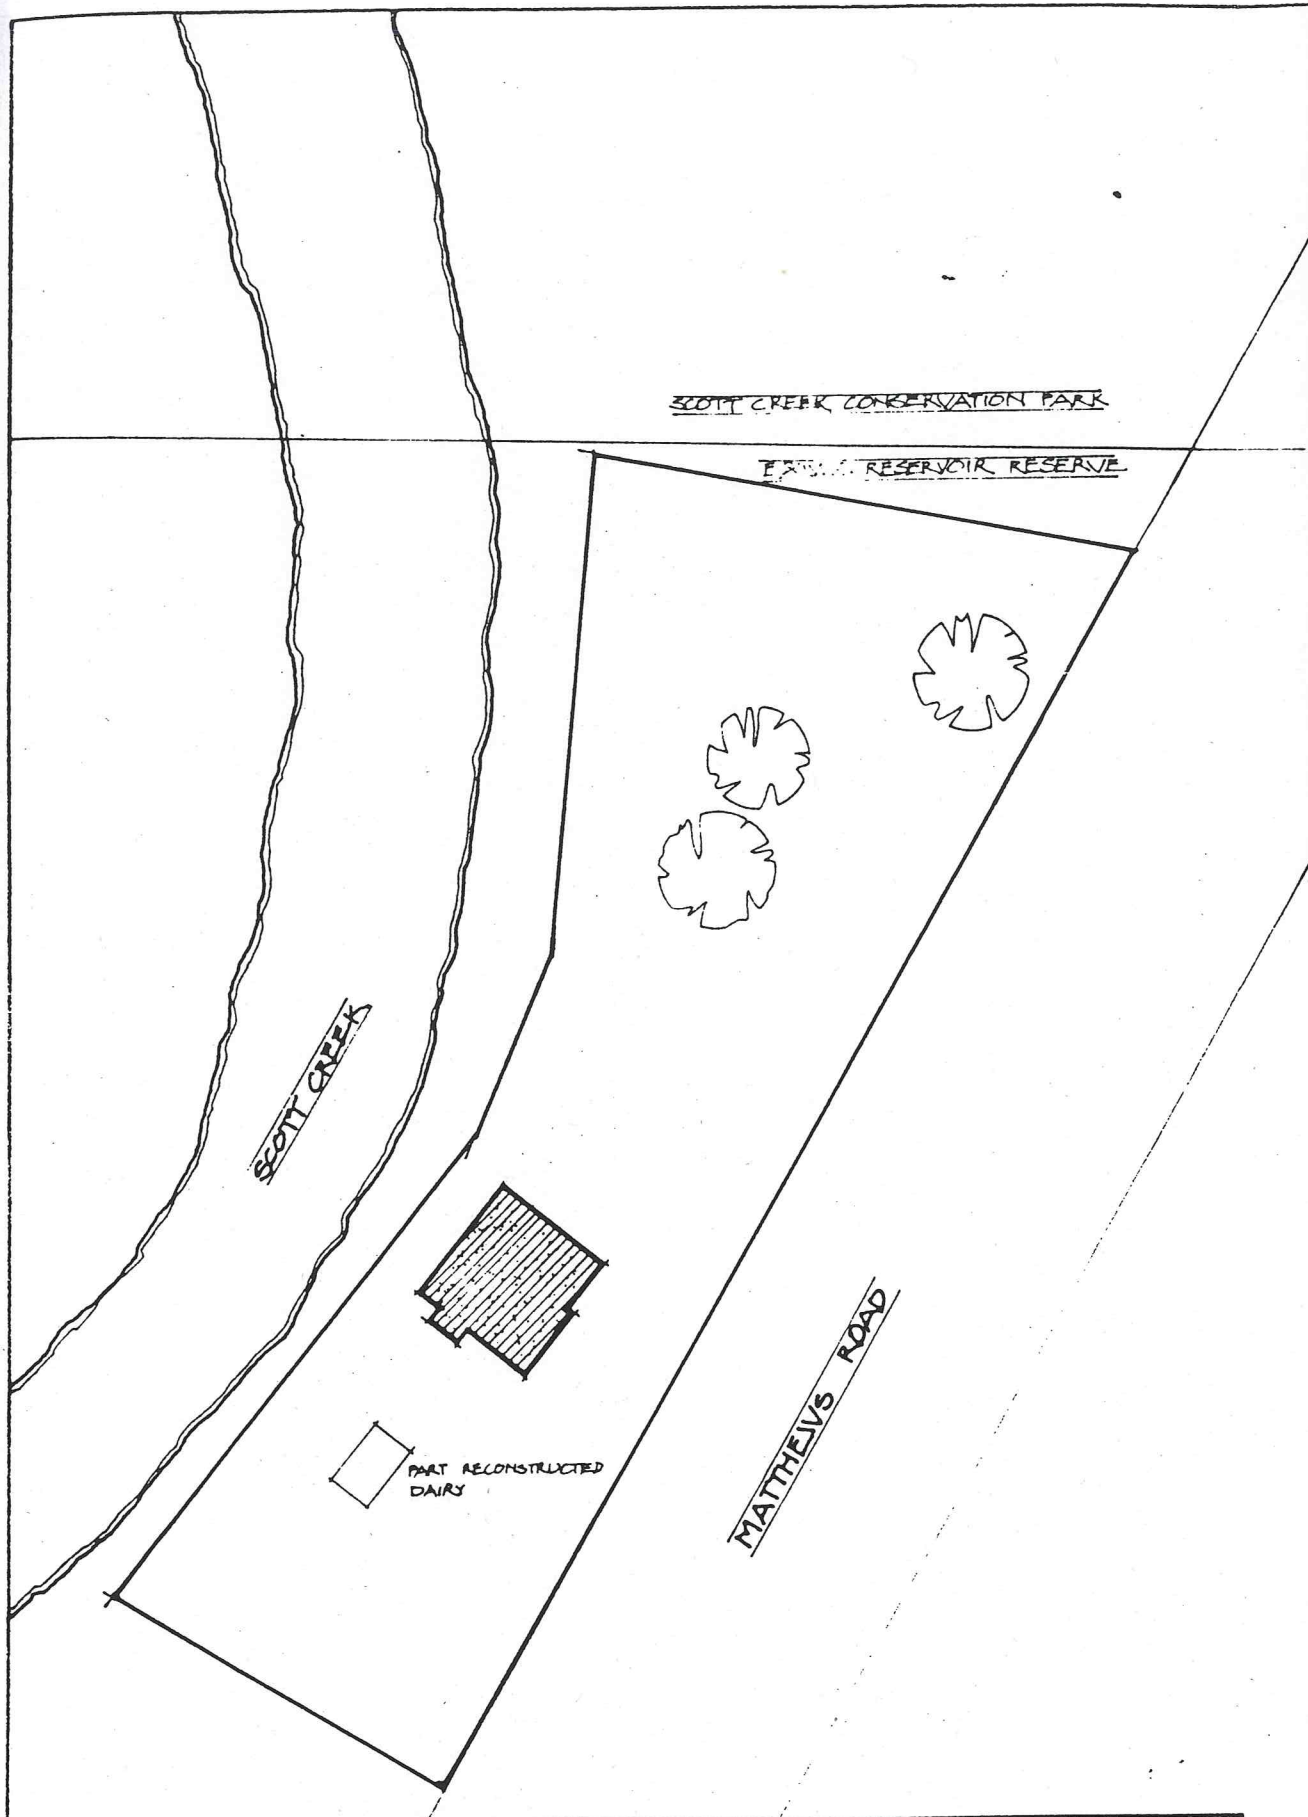 SCOTT CREEK CONSERVATION PARK
RESERVOIR RESERVE
SCOTT CREEK
MATTHEWS ROAD
PART RECONSTRUCTED
DAIRY